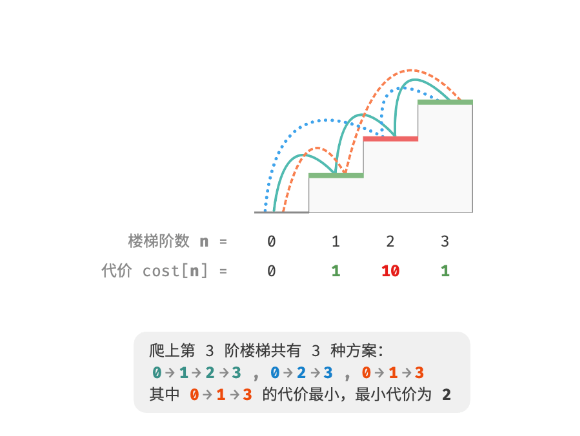 楼梯阶数 n = 0 1 2 3
代价 cost[n] = 0 1 10 1
爬上第 3 阶楼梯共有 3 种方案：
0→1→2→3 , 0→2→3 , 0→1→3
其中 0→1→3 的代价最小，最小代价为 2